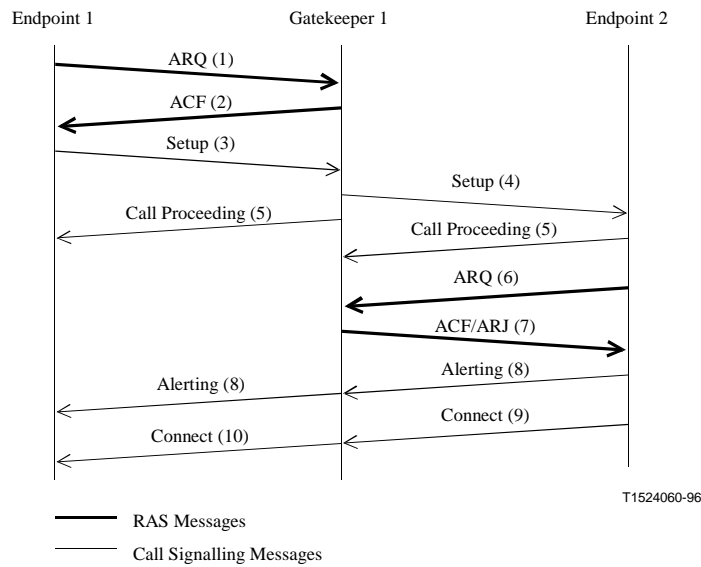 Endpoint 1 Gatekeeper 1 Endpoint 2
ARQ (1)
ACF (2)
Setup (3)
Setup (4)
Call Proceeding (5)
Call Proceeding (5)
ARQ (6)
ACF/ARJ (7)
Alerting (8)
Alerting (8)
Connect (9)
Connect (10)
T1524060-96
RAS Messages
Call Signalling Messages